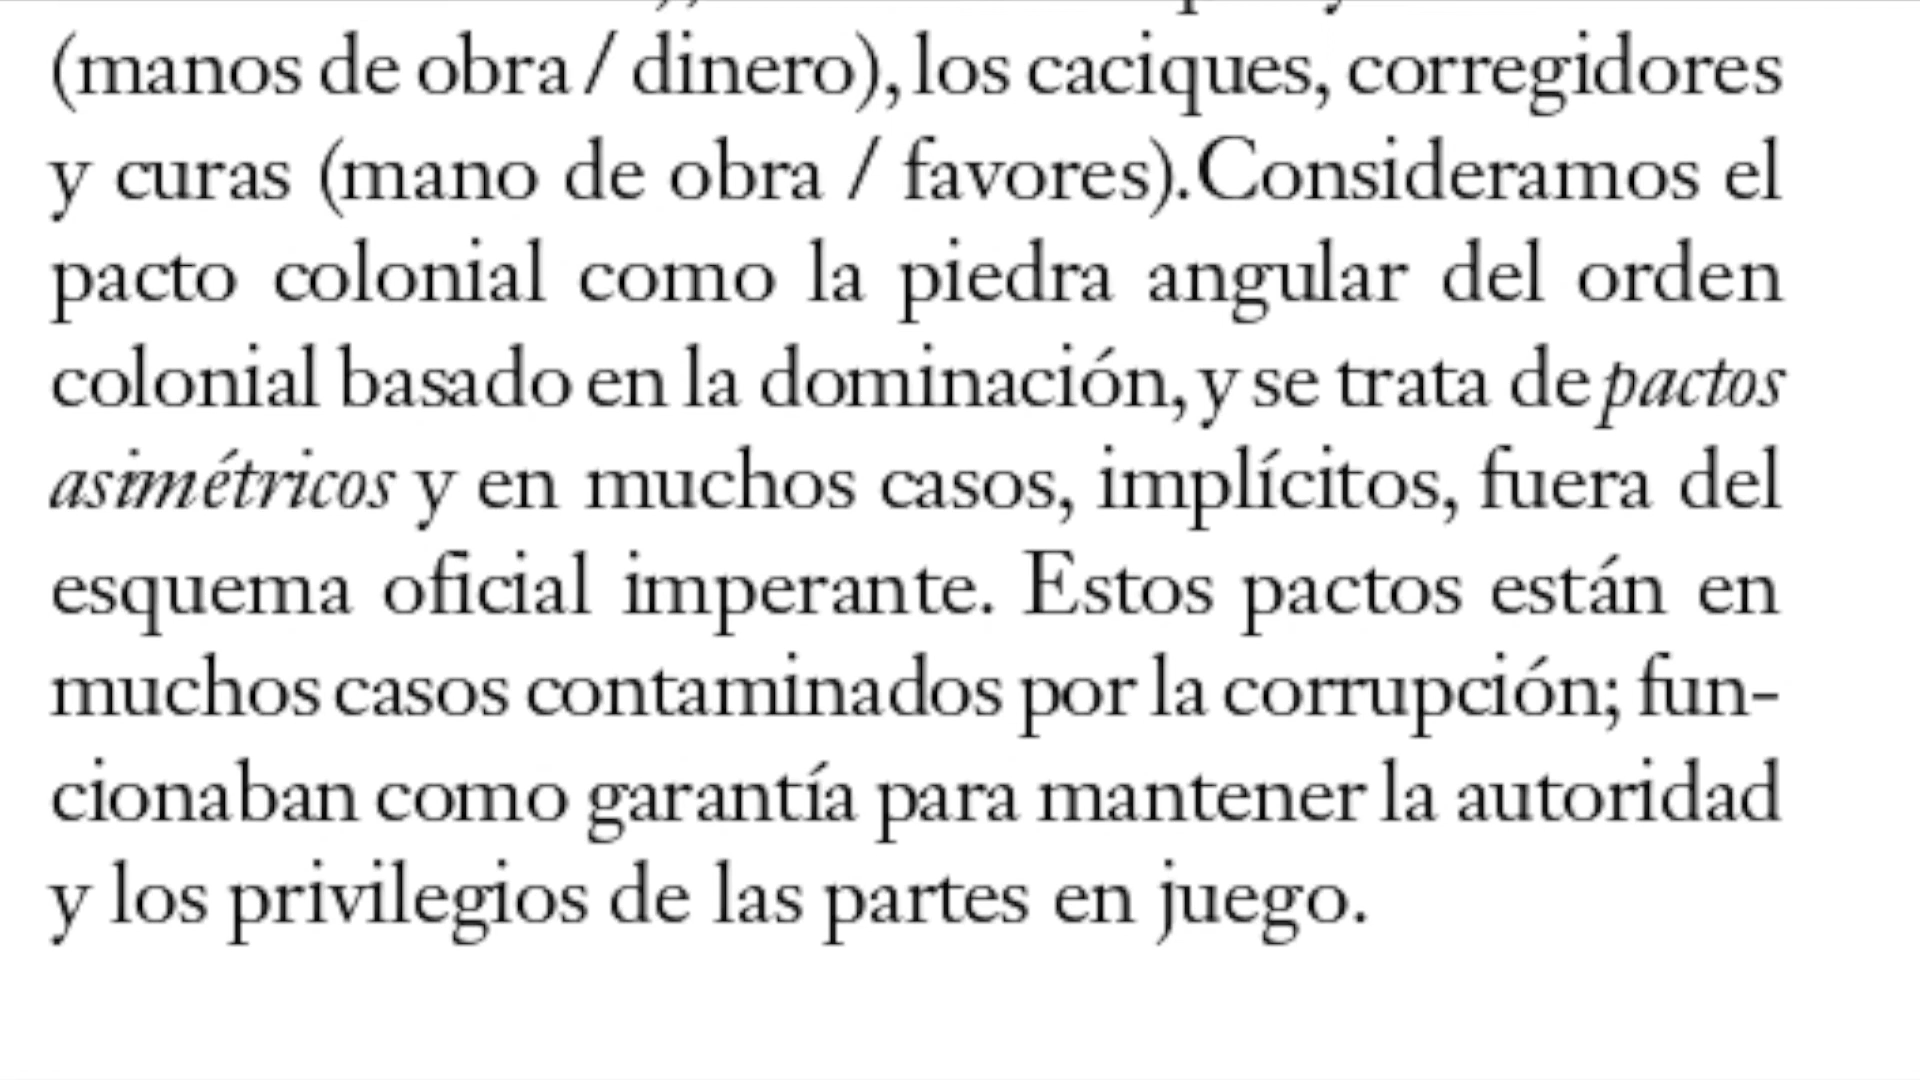 (manos de obra / dinero), los caciques, corregidores
y curas (mano de obra / favores).Consideramos el
pacto colonial como la piedra angular del orden
colonial basado en la dominación, y se trata de pactos
asimétricos y en muchos casos, implícitos, fuera del
esquema oficial imperante. Estos pactos están en
muchos casos contaminados por la corrupción; fun-
cionaban como garantía para mantener la autoridad
y los privilegios de las partes en juego.